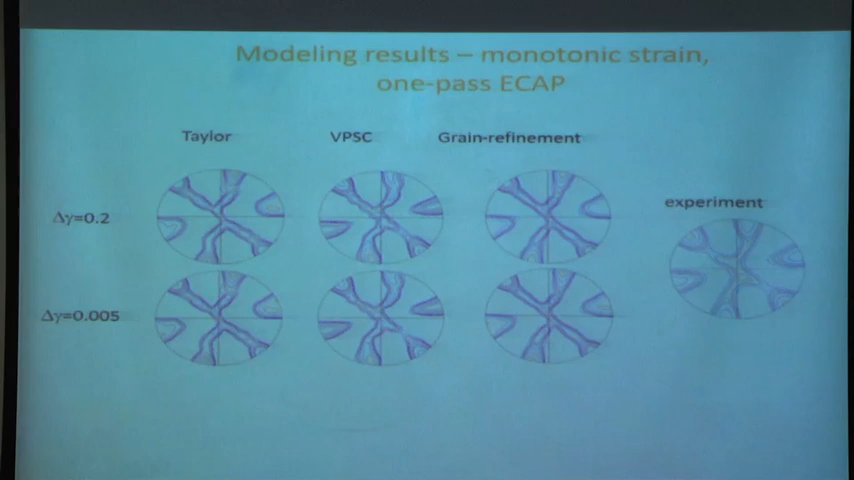 Modeling results – monotonic strain,
one-pass ECAP
Taylor VPSC Grain-refinement
experiment
Δγ=0.2
Δγ=0.005